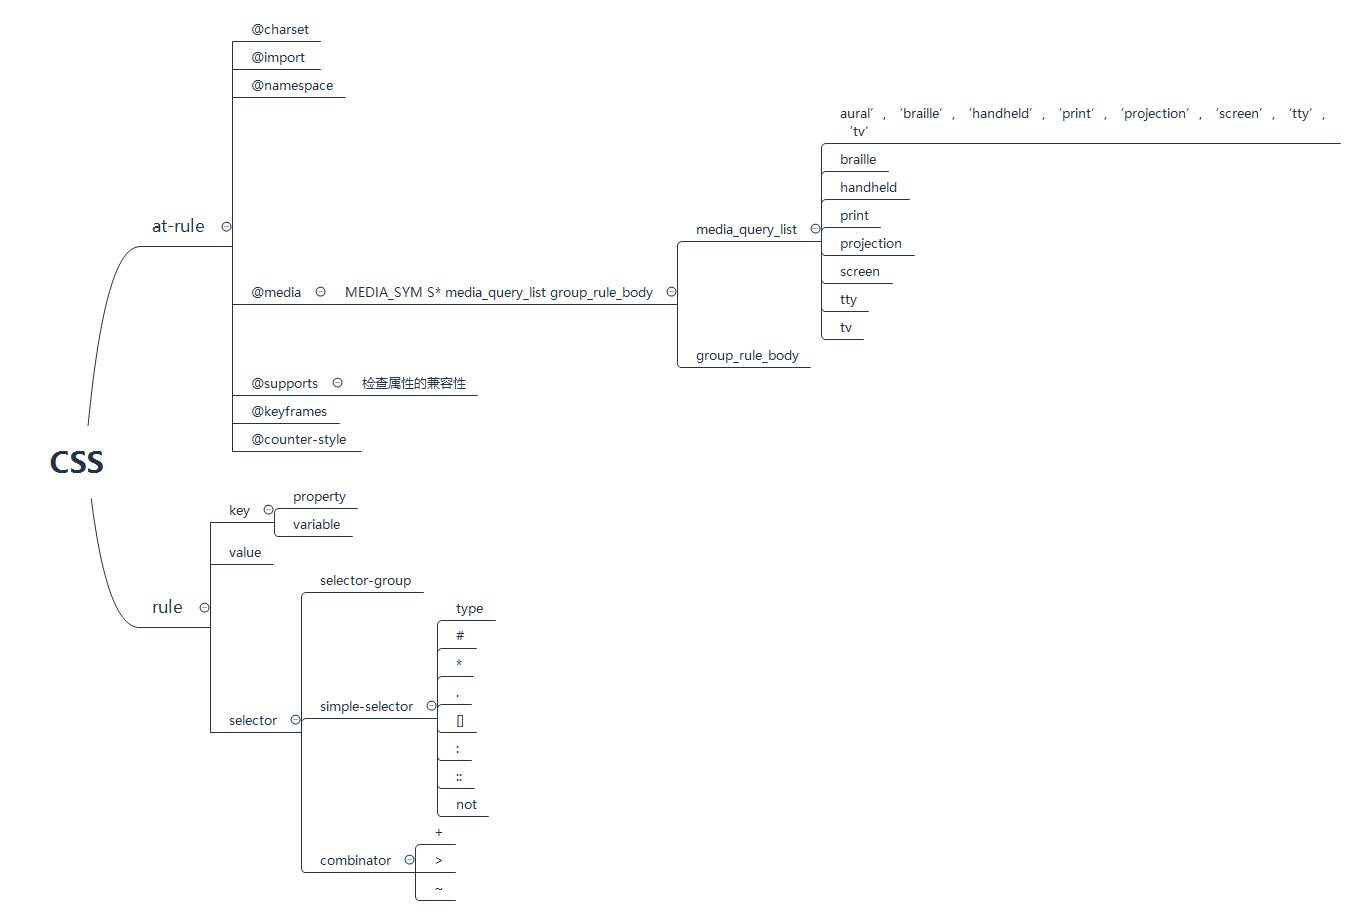 @charset
@import
@namespace
aural’，‘braille’，‘handheld’，‘print’，‘projection’，‘screen’，‘tty’，
‘tv’
braille
handheld
at-rule
print
media_query_list
projection
screen
@media
MEDIA_SYM S* media_query_list group_rule_body
tty
tv
group_rule_body
@supports
检查属性的兼容性
@keyframes
@counter-style
CSS
property
key
variable
value
selector-group
rule
type
#
*
.
simple-selector
[]
selector
:
::
not
+
combinator
>
~